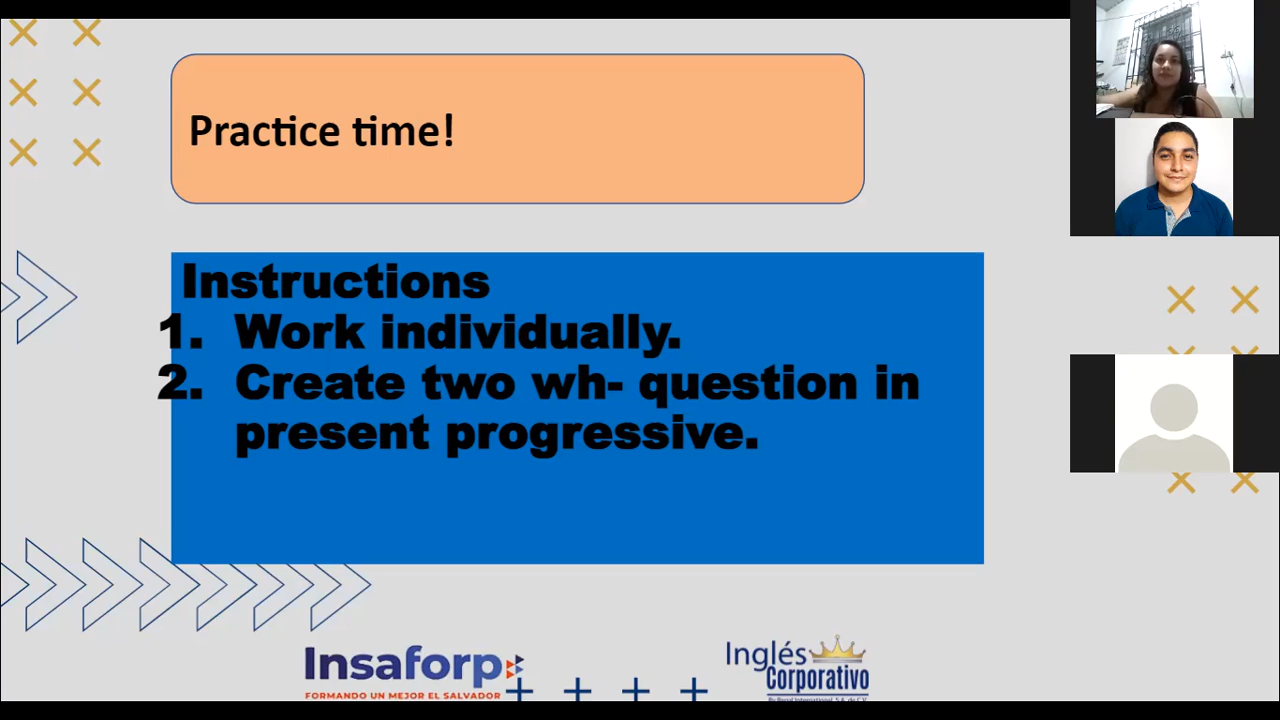 Practice time!
Instructions
1. Work individually.
2. Create two wh- question in
present progressive.
Insaforp
FORMANDO UN MEJOR EL SALVADOR
Inglés
Corporativo